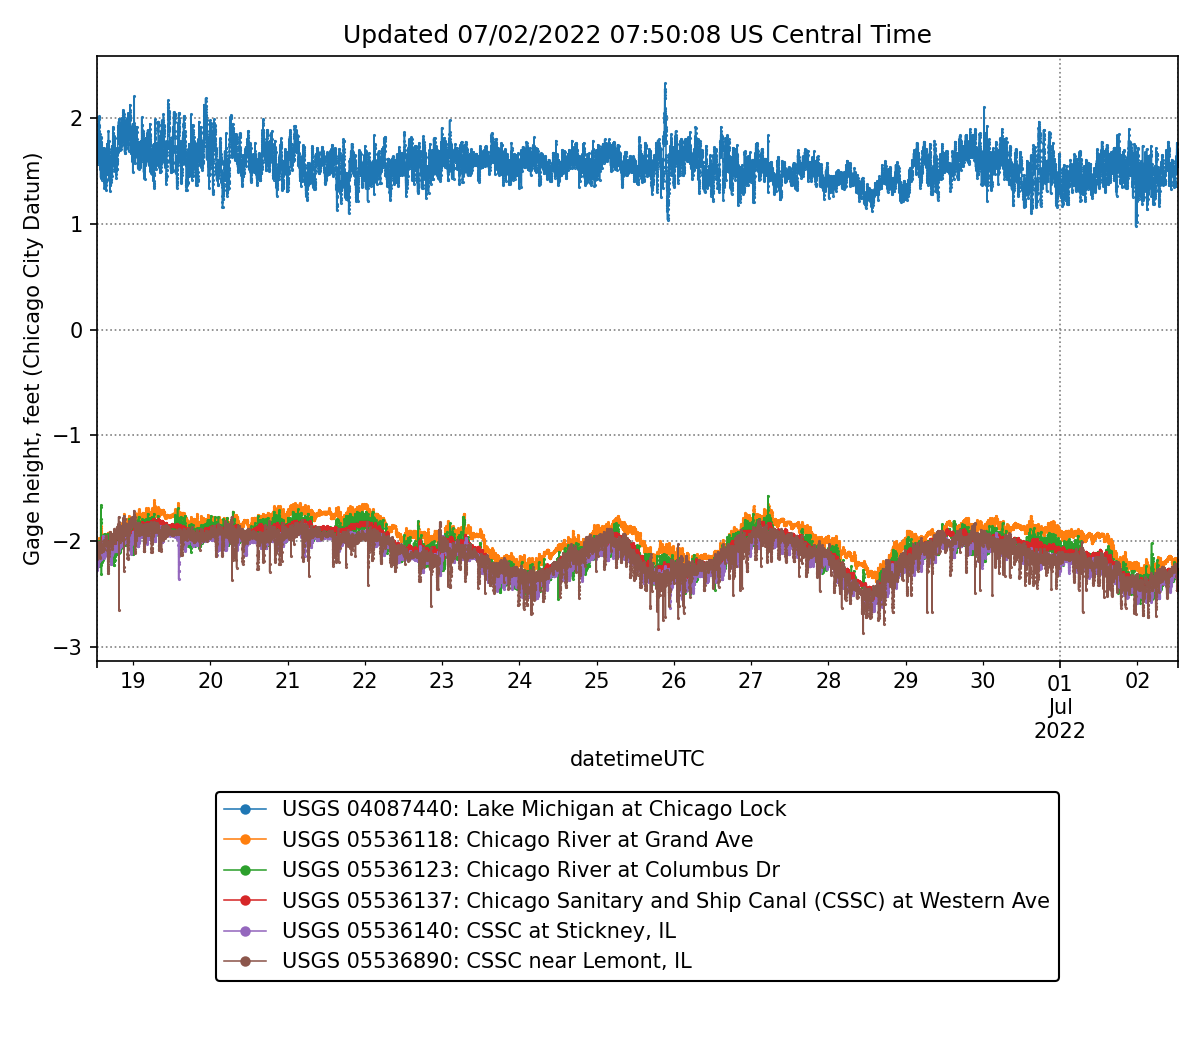 Updated 07/02/2022 07:50:08 US Central Time
Gage height, feet (Chicago City Datum)
2
1
0
−1
−2
−3
19 20 21 22 23 24 25 26 27 28 29 30 01 02
Jul
2022
datetimeUTC
USGS 04087440: Lake Michigan at Chicago Lock
USGS 05536118: Chicago River at Grand Ave
USGS 05536123: Chicago River at Columbus Dr
USGS 05536137: Chicago Sanitary and Ship Canal (CSSC) at Western Ave
USGS 05536140: CSSC at Stickney, IL
USGS 05536890: CSSC near Lemont, IL